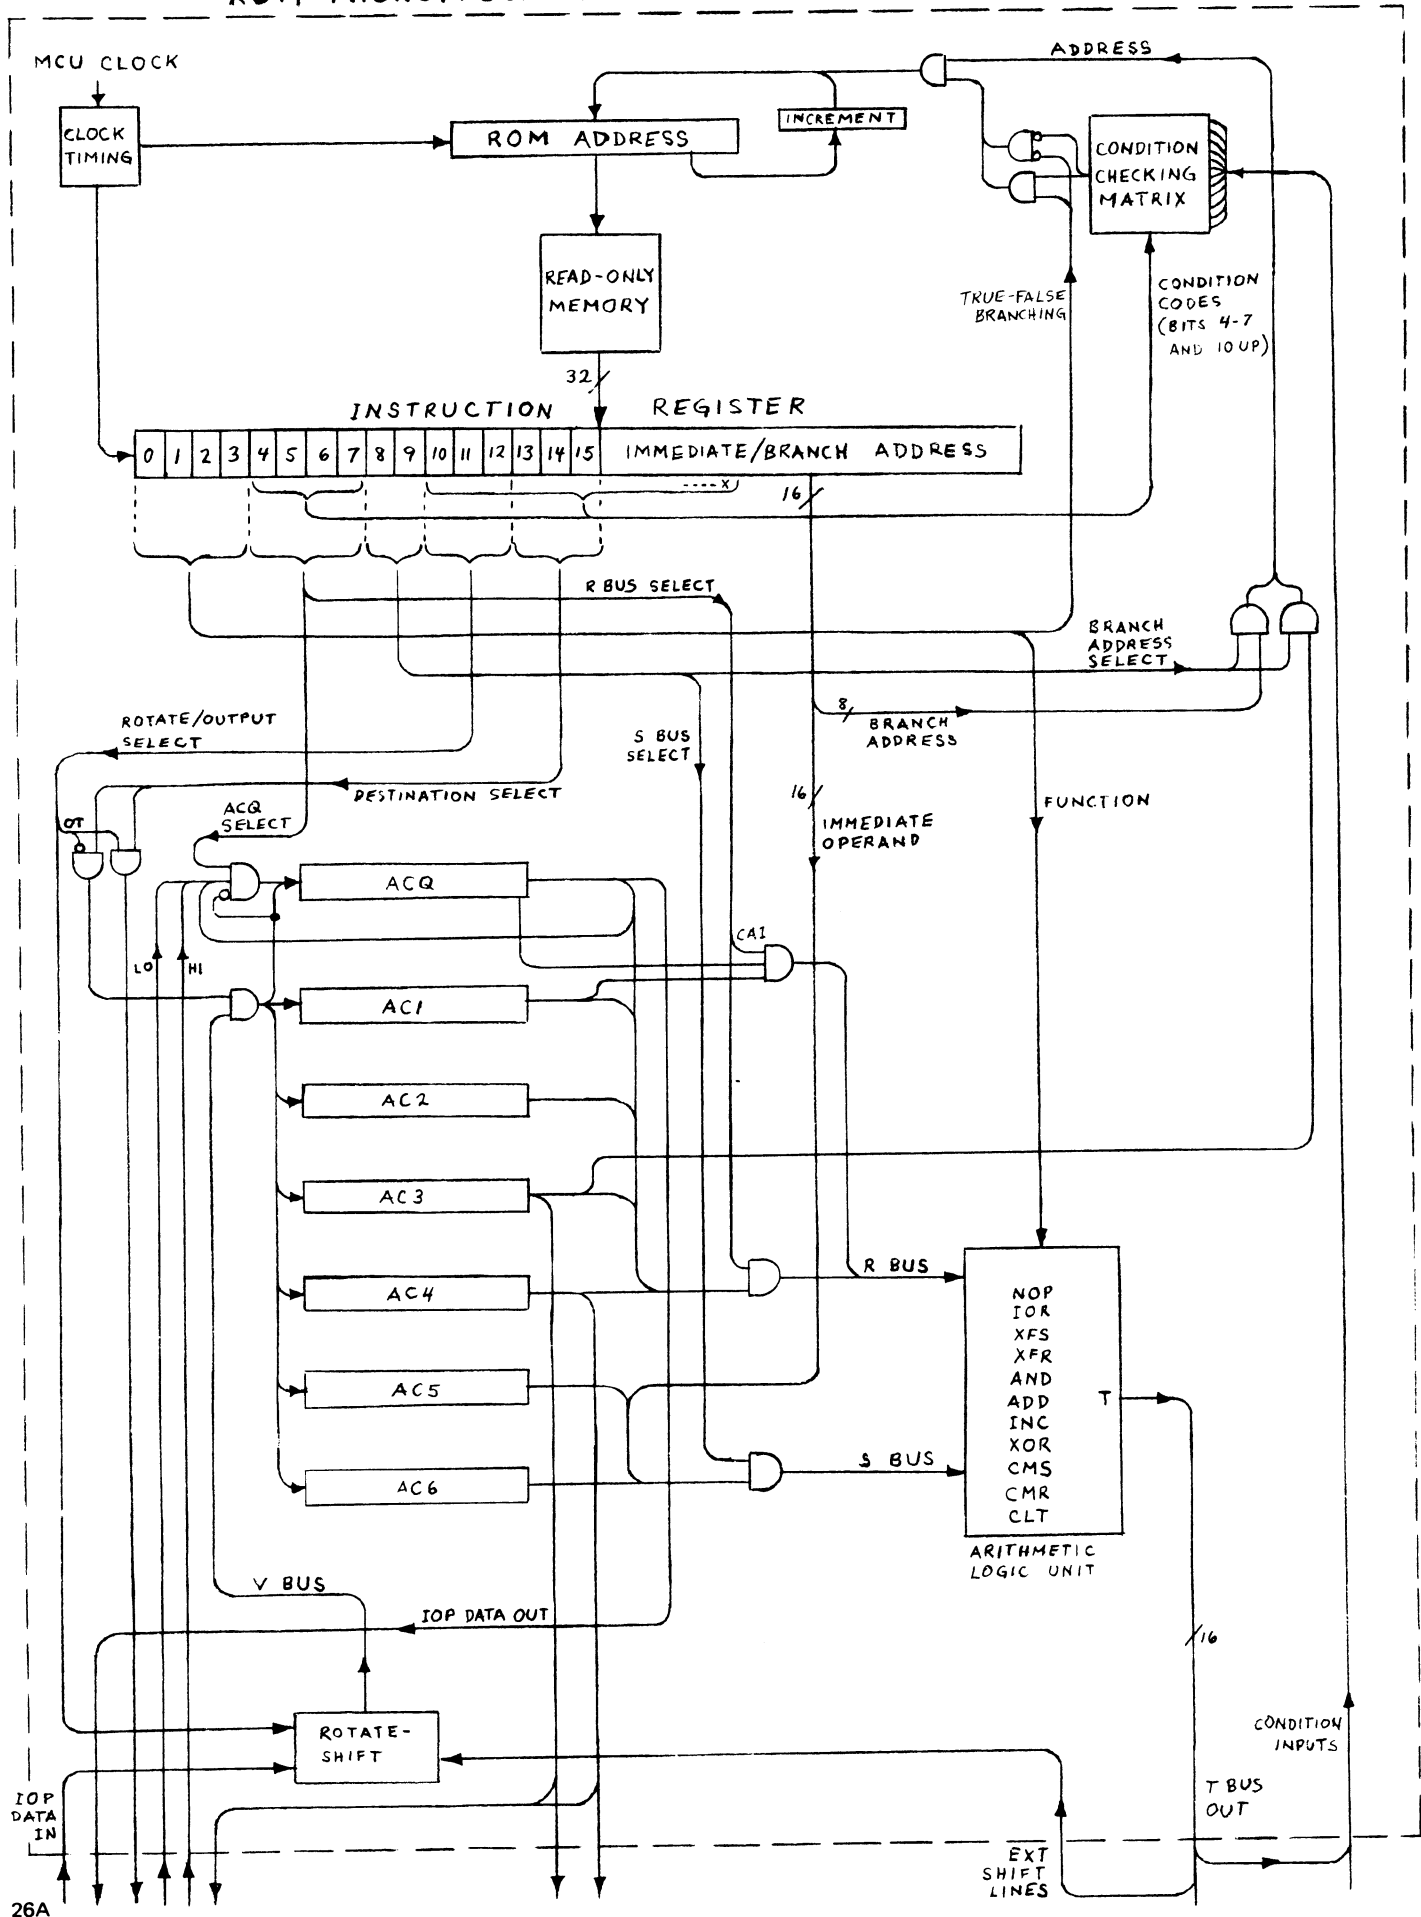 MCU CLOCK
CLOCK
TIMING
ROM ADDRESS
INCREMENT
ADDRESS
CONDITION
CHECKING
MATRIX
READ-ONLY
MEMORY
TRUE-FALSE
BRANCHING
CONDITION
CODES
(BITS 4-7
AND 10 UP)
32
INSTRUCTION REGISTER
0 1 2 3 4 5 6 7 8 9 10 11 12 13 14 15 IMMEDIATE/BRANCH ADDRESS
----x
16
R BUS SELECT
BRANCH
ADDRESS
SELECT
8
BRANCH
ADDRESS
ROTATE/OUTPUT
SELECT
S BUS
SELECT
DESTINATION SELECT
16
IMMEDIATE
OPERAND
FUNCTION
ACQ
SELECT
OT
ACQ
CAI
LO
HI
AC1
AC2
AC3
AC4
AC5
AC6
R BUS
S BUS
NOP
IOR
XFS
XFR
AND
ADD
INC
XOR
CMS
CMR
CLT
T
ARITHMETIC
LOGIC UNIT
V BUS
IOP DATA OUT
16
ROTATE-
SHIFT
CONDITION
INPUTS
T BUS
OUT
IOP
DATA
IN
EXT
SHIFT
LINES
26A